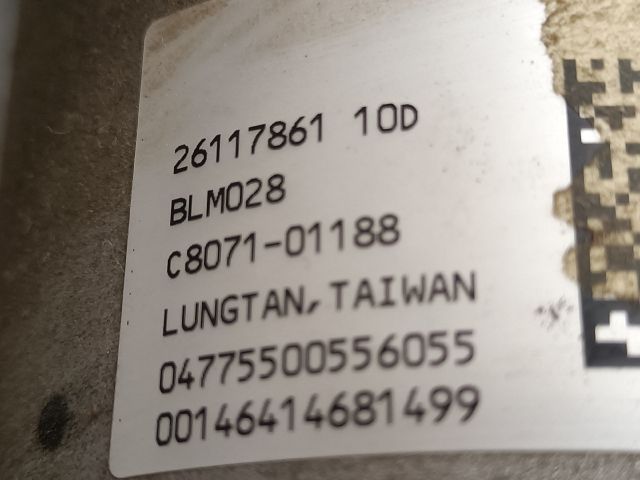 26117861 10D
BLM028
C8071-01188
LUNGTAN, TAIWAN
04775500556055
00146414681499